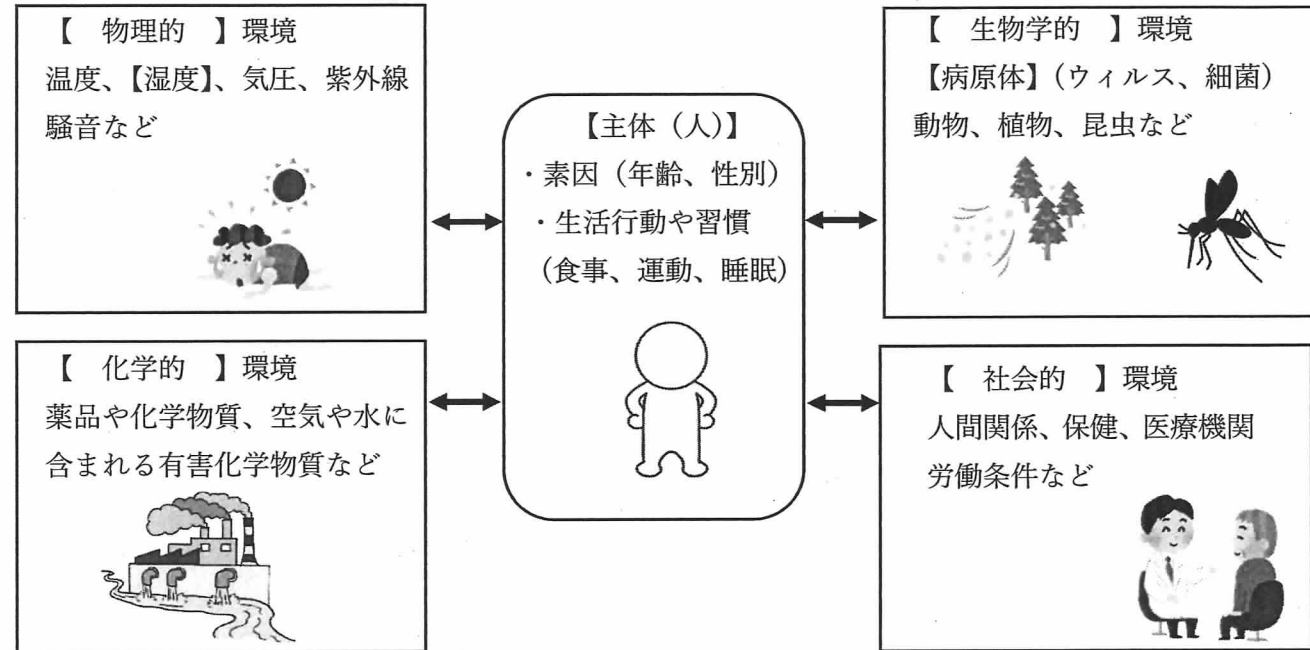 【 物理的 】環境
温度、【湿度】、気圧、紫外線
騒音など
【 生物学的 】環境
【病原体】(ウィルス、細菌)
動物、植物、昆虫など
【主体(人)】
・素因(年齢、性別)
・生活行動や習慣
(食事、運動、睡眠)
【 化学的 】環境
薬品や化学物質、空気や水に
含まれる有害化学物質など
【 社会的 】環境
人間関係、保健、医療機関
労働条件など